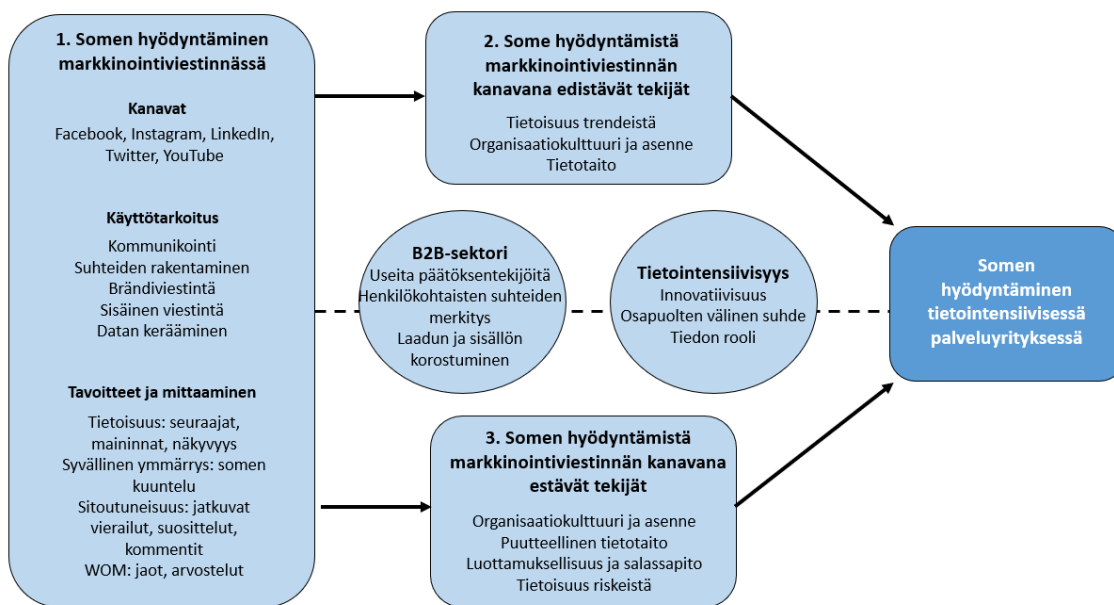 1. Somen hyödyntäminen
markkinointiviestinnässä
Kanavat
Facebook, Instagram, LinkedIn,
Twitter, YouTube
Käyttötarkoitus
Kommunikointi
Suhteiden rakentaminen
Brändiviestintä
Sisäinen viestintä
Datan kerääminen
Tavoitteet ja mittaaminen
Tietoisuus: seuraajat,
maininnat, näkyvyys
Syvällinen ymmärrys: somen
kuuntelu
Sitoutuneisuus: jatkuvat
vierailut, suosittelut,
kommentit
WOM: jaot, arvostelut
2. Some hyödyntämistä
markkinointiviestinnän
kanavana edistävät tekijät
Tietoisuus trendeistä
Organisaatiokulttuuri ja asenne
Tietotaito
B2B-sektori
Useita päätöksentekijöitä
Henkilökohtaisten suhteiden
merkitys
Laadun ja sisällön
korostuminen
Tietointensiivisyys
Innovatiivisuus
Osapuolten välinen suhde
Tiedon rooli
3. Somen hyödyntämistä
markkinointiviestinnän kanavana
estävät tekijät
Organisaatiokulttuuri ja asenne
Puutteellinen tietotaito
Luottamuksellisuus ja salassapito
Tietoisuus riskeistä
Somen
hyödyntäminen
tietointensiivisessä
palveluyrityksessä